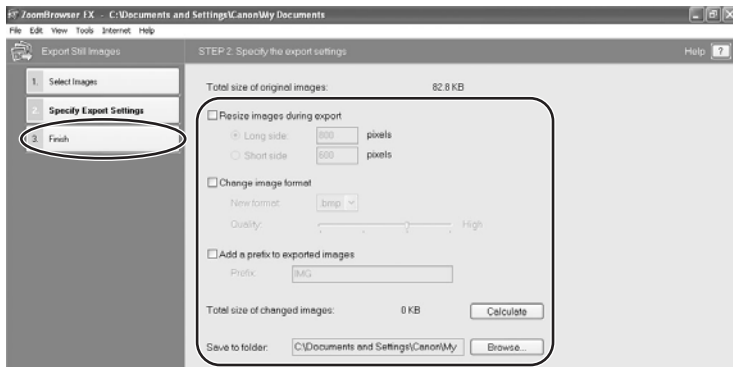 ZoomBrowser EX - C:\Documents and Settings\Canon\My Documents
File Edit View Tools Internet Help
Export Still Images
STEP 2: Specify the export settings
Help ?
1. Select Images
2. Specify Export Settings
3. Finish
Total size of original images: 82.8 KB
Resize images during export
Long side: 800 pixels
Short side 600 pixels
Change image format
New format: .bmp
Quality: High
Add a prefix to exported images
Prefix: IMG
Total size of changed images: 0 KB Calculate
Save to folder: C:\Documents and Settings\Canon\My Browse...